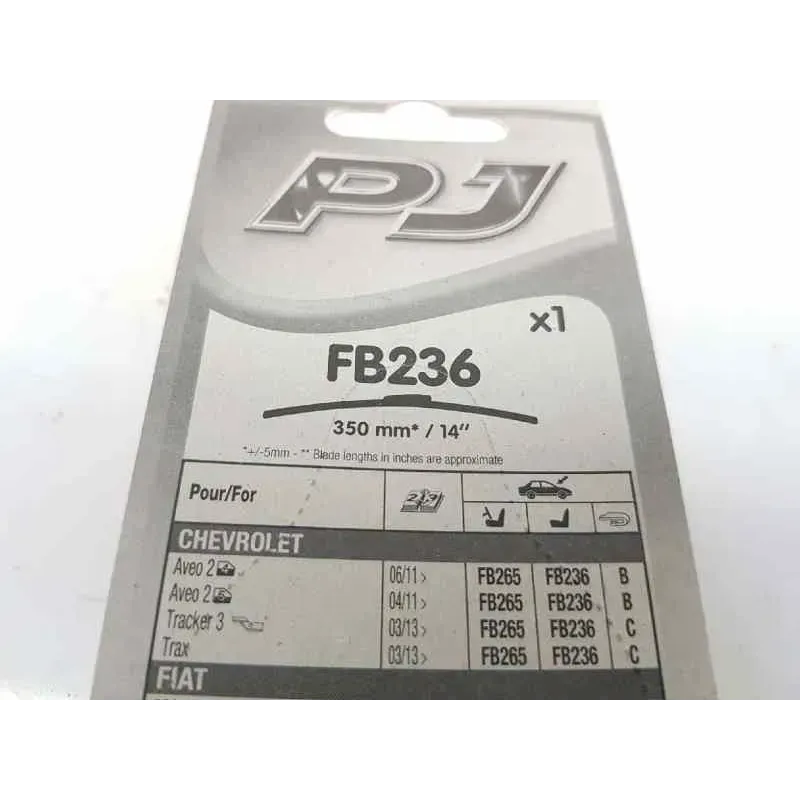 PJ
x1
FB236
350 mm* / 14"
*+/-5mm - ** Blade lengths in inches are approximate
Pour/For
CHEVROLET
Aveo 2 06/11> FB265 FB236 B
Aveo 2 04/11> FB265 FB236 B
Tracker 3 03/13> FB265 FB236 C
Trax 03/13> FB265 FB236 C
FIAT